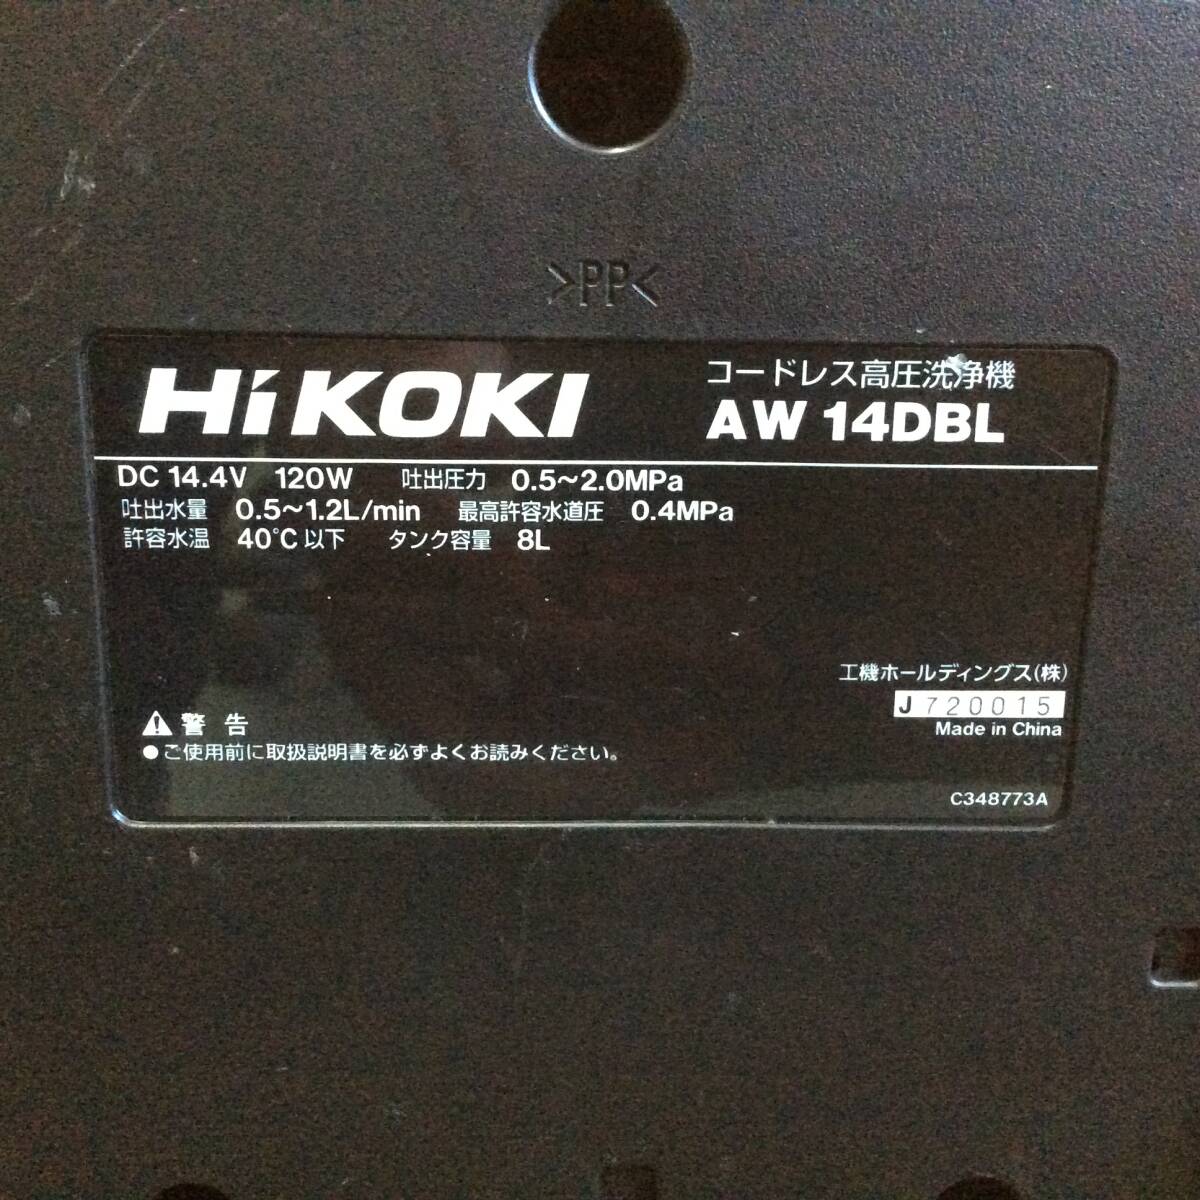 >PP<
HiKOKI
コードレス高圧洗浄機
AW 14DBL
DC 14.4V 120W 吐出圧力 0.5～2.0MPa
吐出水量 0.5～1.2L/min 最高許容水道圧 0.4MPa
許容水温 40°C 以下 タンク容量 8L
工機ホールディングス(株)
J720015
Made in China
⚠ 警告
●ご使用前に取扱説明書を必ずよくお読みください。
C348773A